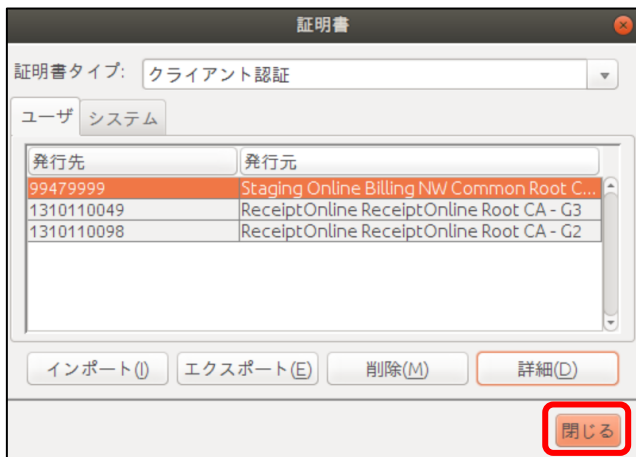 証明書
証明書タイプ: クライアント認証
ユーザ システム
発行先 発行元
99479999 Staging Online Billing NW Common Root C...
1310110049 ReceiptOnline ReceiptOnline Root CA - G3
1310110098 ReceiptOnline ReceiptOnline Root CA - G2
インポート(I) エクスポート(E) 削除(M) 詳細(D)
閉じる